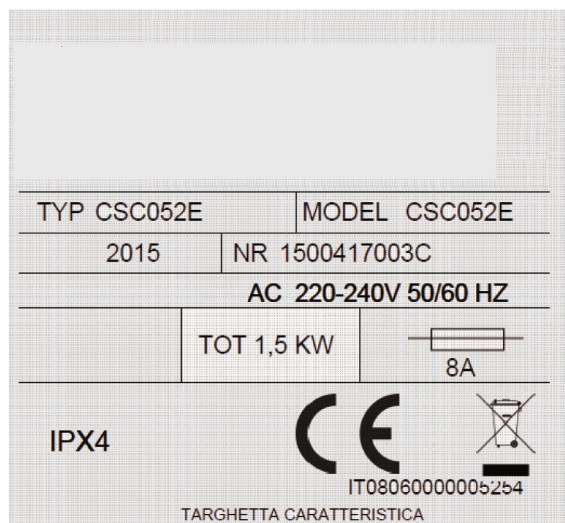 TYP CSC052E MODEL CSC052E
2015 NR 1500417003C
AC 220-240V 50/60 HZ
TOT 1,5 KW
8A
IPX4 CE
IT08060000005254
TARGHETTA CARATTERISTICA